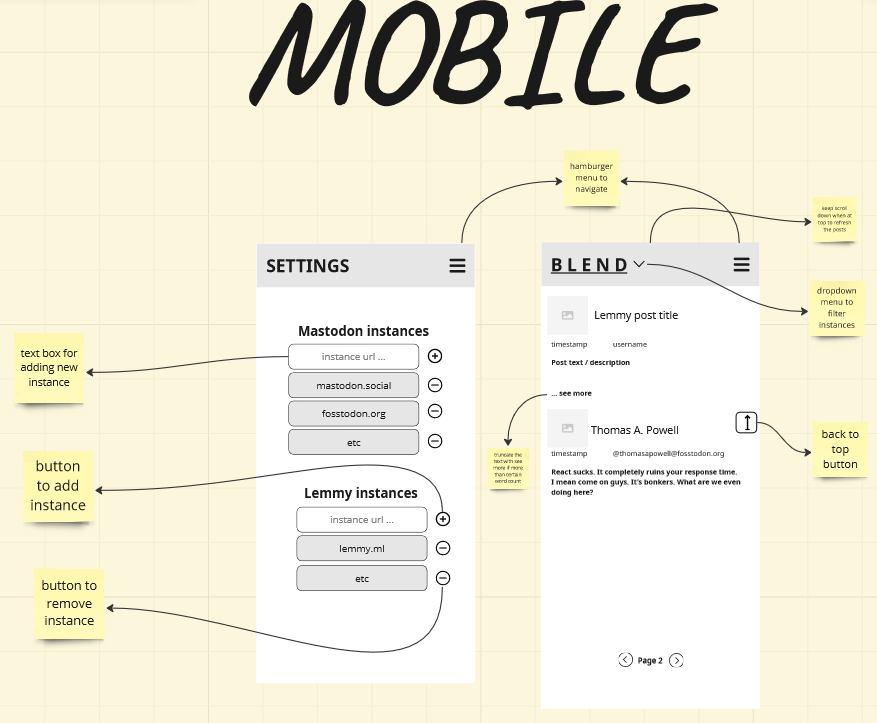 MOBILE
hamburger
menu to
navigate
keep scroll
down when at
top to refresh
the posts
dropdown
menu to
filter
instances
SETTINGS
Mastodon instances
instance url ...
mastodon.social
fosstodon.org
etc
Lemmy instances
instance url ...
lemmy.ml
etc
text box for
adding new
instance
button
to add
instance
button to
remove
instance
BLEND
Lemmy post title
timestamp username
Post text / description
... see more
Thomas A. Powell
timestamp @thomasapowell@fosstodon.org
React sucks. It completely ruins your response time.
I mean come on guys. It's bonkers. What are we even
doing here?
Page 2
truncate the
text with see
more if more
than certain
word count
back to
top
button